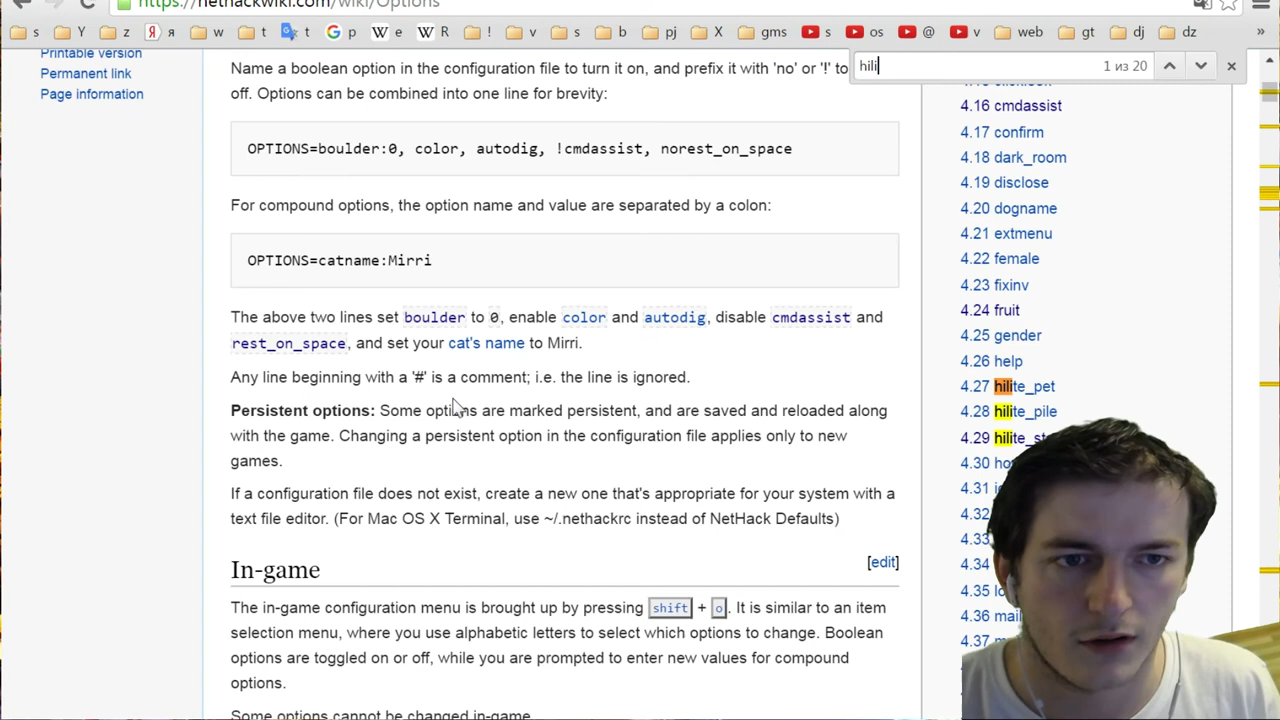 https://nethackwiki.com/wiki/Options
s Y z я w t t p e R ! v s b pj X gms s os @ v web gt dj dz »
hili 1 из 20
Printable version
Permanent link
Page information
Name a boolean option in the configuration file to turn it on, and prefix it with 'no' or '!' to
off. Options can be combined into one line for brevity:
OPTIONS=boulder:0, color, autodig, !cmdassist, norest_on_space
For compound options, the option name and value are separated by a colon:
OPTIONS=catname:Mirri
The above two lines set boulder to 0, enable color and autodig, disable cmdassist and
rest_on_space, and set your cat's name to Mirri.
Any line beginning with a '#' is a comment; i.e. the line is ignored.
Persistent options: Some options are marked persistent, and are saved and reloaded along
with the game. Changing a persistent option in the configuration file applies only to new
games.
If a configuration file does not exist, create a new one that's appropriate for your system with a
text file editor. (For Mac OS X Terminal, use ~/.nethackrc instead of NetHack Defaults)
In-game [edit]
The in-game configuration menu is brought up by pressing shift + o. It is similar to an item
selection menu, where you use alphabetic letters to select which options to change. Boolean
options are toggled on or off, while you are prompted to enter new values for compound
options.
Some options cannot be changed in-game
4.16 cmdassist
4.17 confirm
4.18 dark_room
4.19 disclose
4.20 dogname
4.21 extmenu
4.22 female
4.23 fixinv
4.24 fruit
4.25 gender
4.26 help
4.27 hilite_pet
4.28 hilite_pile
4.29 hilite_st
4.30 ho
4.31
4.32
4.33
4.34
4.35 lo
4.36 mail
4.37